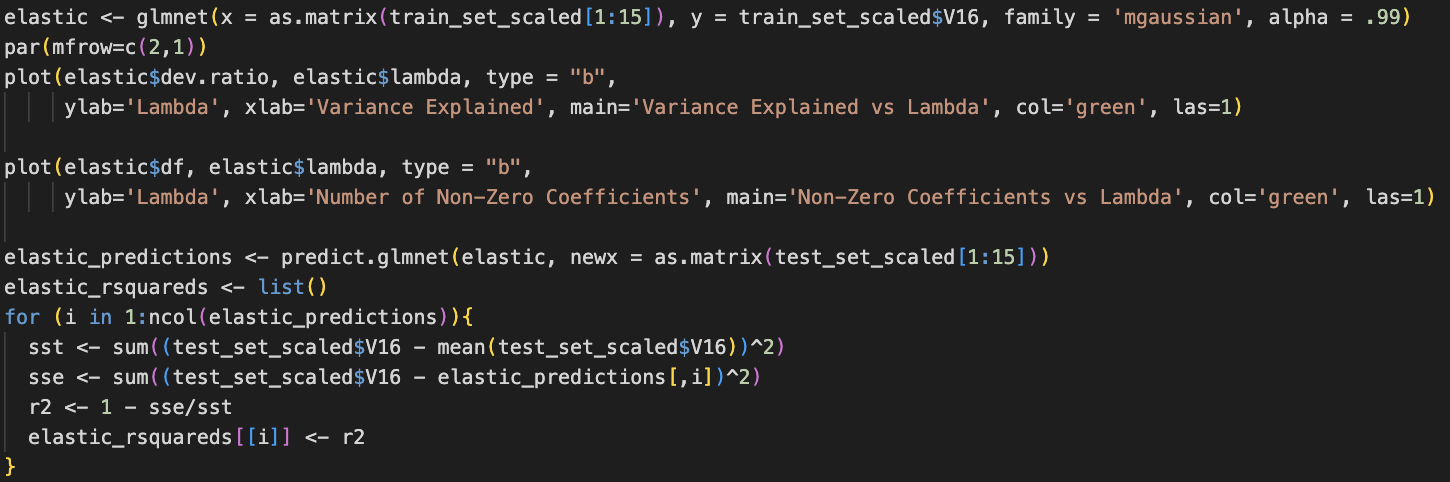 elastic <- glmnet(x = as.matrix(train_set_scaled[1:15]), y = train_set_scaled$V16, family = 'mgaussian', alpha = .99)
par(mfrow=c(2,1))
plot(elastic$dev.ratio, elastic$lambda, type = "b",
     ylab='Lambda', xlab='Variance Explained', main='Variance Explained vs Lambda', col='green', las=1)
plot(elastic$df, elastic$lambda, type = "b",
     ylab='Lambda', xlab='Number of Non-Zero Coefficients', main='Non-Zero Coefficients vs Lambda', col='green', las=1)
elastic_predictions <- predict.glmnet(elastic, newx = as.matrix(test_set_scaled[1:15]))
elastic_rsquareds <- list()
for (i in 1:ncol(elastic_predictions)){
  sst <- sum((test_set_scaled$V16 - mean(test_set_scaled$V16))^2)
  sse <- sum((test_set_scaled$V16 - elastic_predictions[,i])^2)
  r2 <- 1 - sse/sst
  elastic_rsquareds[[i]] <- r2
}